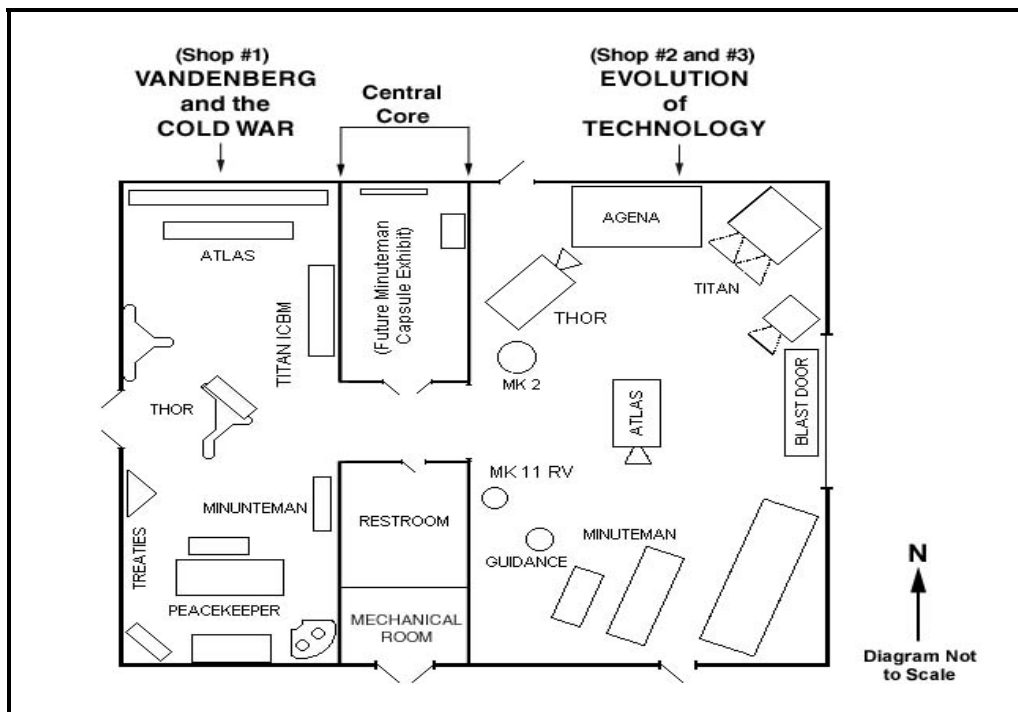 (Shop #1)
VANDENBERG
and the
COLD WAR
Central
Core
(Shop #2 and #3)
EVOLUTION
of
TECHNOLOGY
ATLAS
TITAN ICBM
THOR
TREATIES
MINUNTEMAN
PEACEKEEPER
(Future Minuteman
Capsule Exhibit)
RESTROOM
MECHANICAL
ROOM
AGENA
TITAN
THOR
MK 2
ATLAS
BLAST DOOR
MK 11 RV
GUIDANCE
MINUTEMAN
N
Diagram Not
to Scale